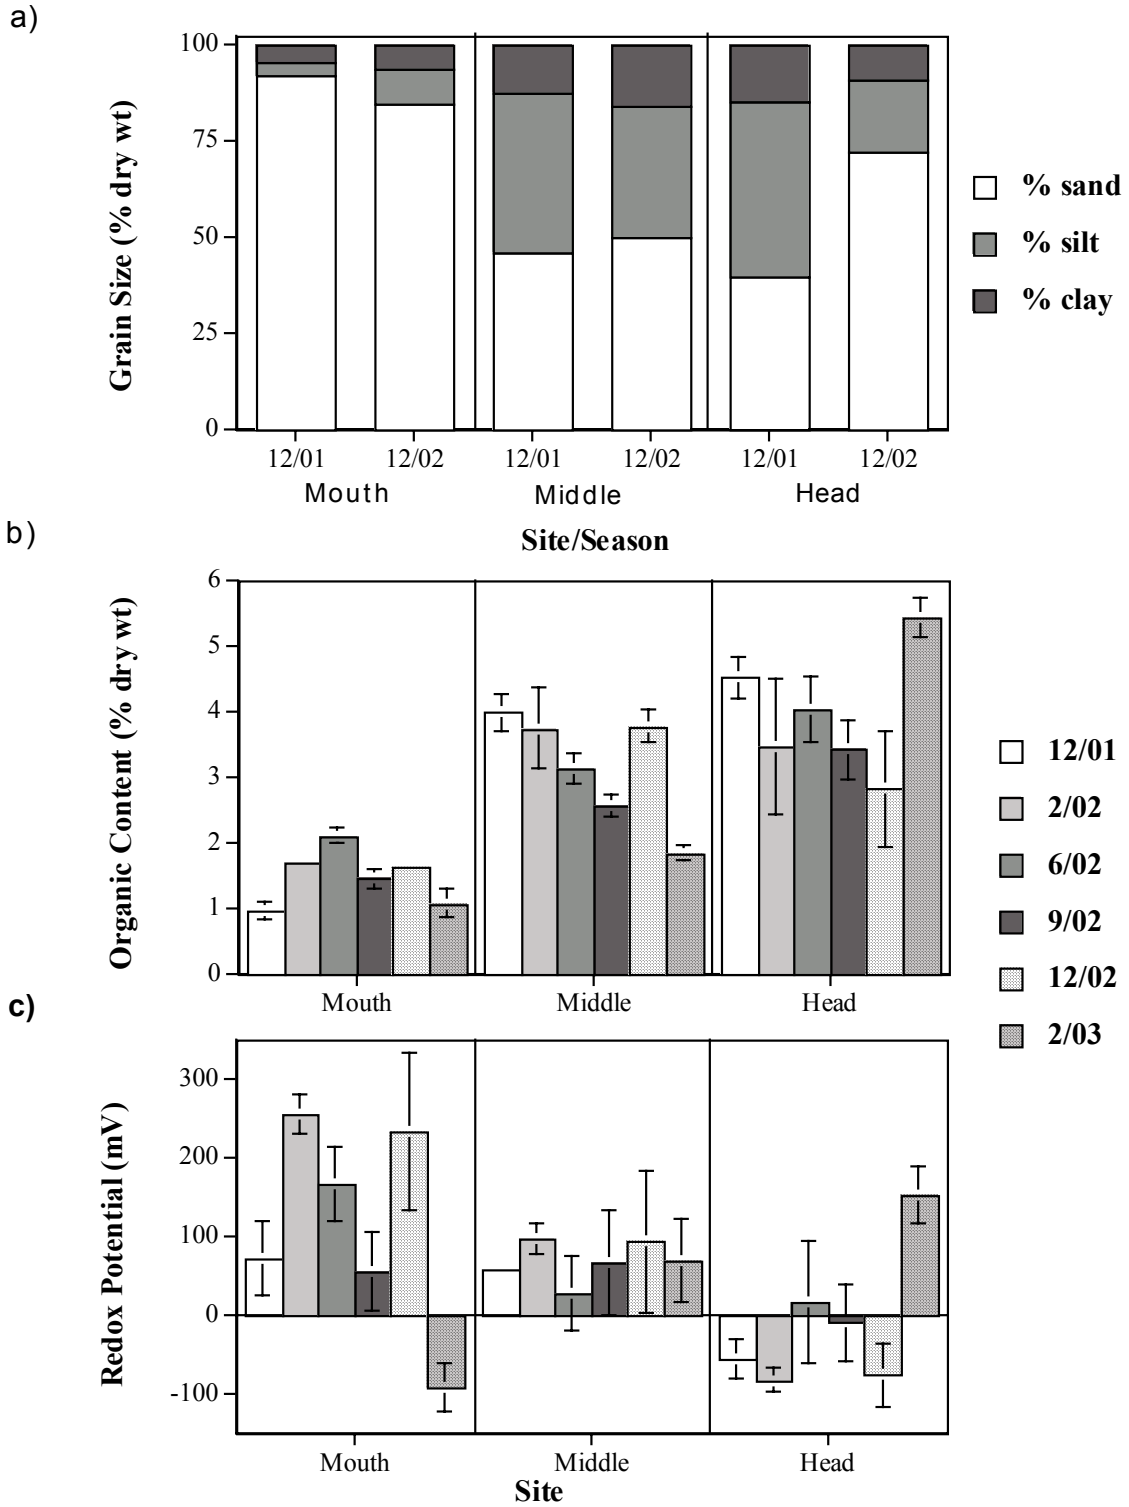 a)
100
75
50
25
0
Grain Size (% dry wt)
12/01 12/02 12/01 12/02 12/01 12/02
Mouth Middle Head
Site/Season
% sand
% silt
% clay
b)
6
5
4
3
2
1
0
Organic Content (% dry wt)
Mouth Middle Head
12/01
2/02
6/02
9/02
12/02
2/03
c)
300
200
100
0
-100
Redox Potential (mV)
Mouth Middle Head
Site